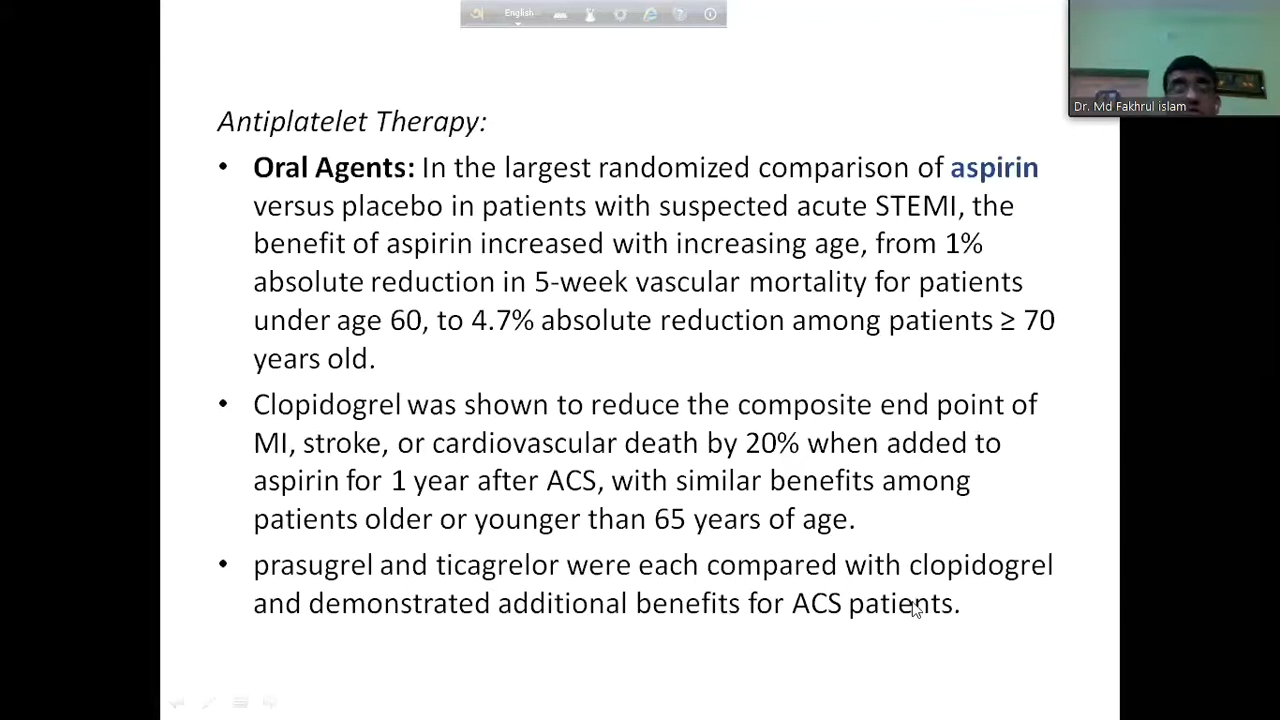 English
Dr. Md Fakhrul islam
Antiplatelet Therapy:
• Oral Agents: In the largest randomized comparison of aspirin
versus placebo in patients with suspected acute STEMI, the
benefit of aspirin increased with increasing age, from 1%
absolute reduction in 5-week vascular mortality for patients
under age 60, to 4.7% absolute reduction among patients ≥ 70
years old.
• Clopidogrel was shown to reduce the composite end point of
MI, stroke, or cardiovascular death by 20% when added to
aspirin for 1 year after ACS, with similar benefits among
patients older or younger than 65 years of age.
• prasugrel and ticagrelor were each compared with clopidogrel
and demonstrated additional benefits for ACS patients.